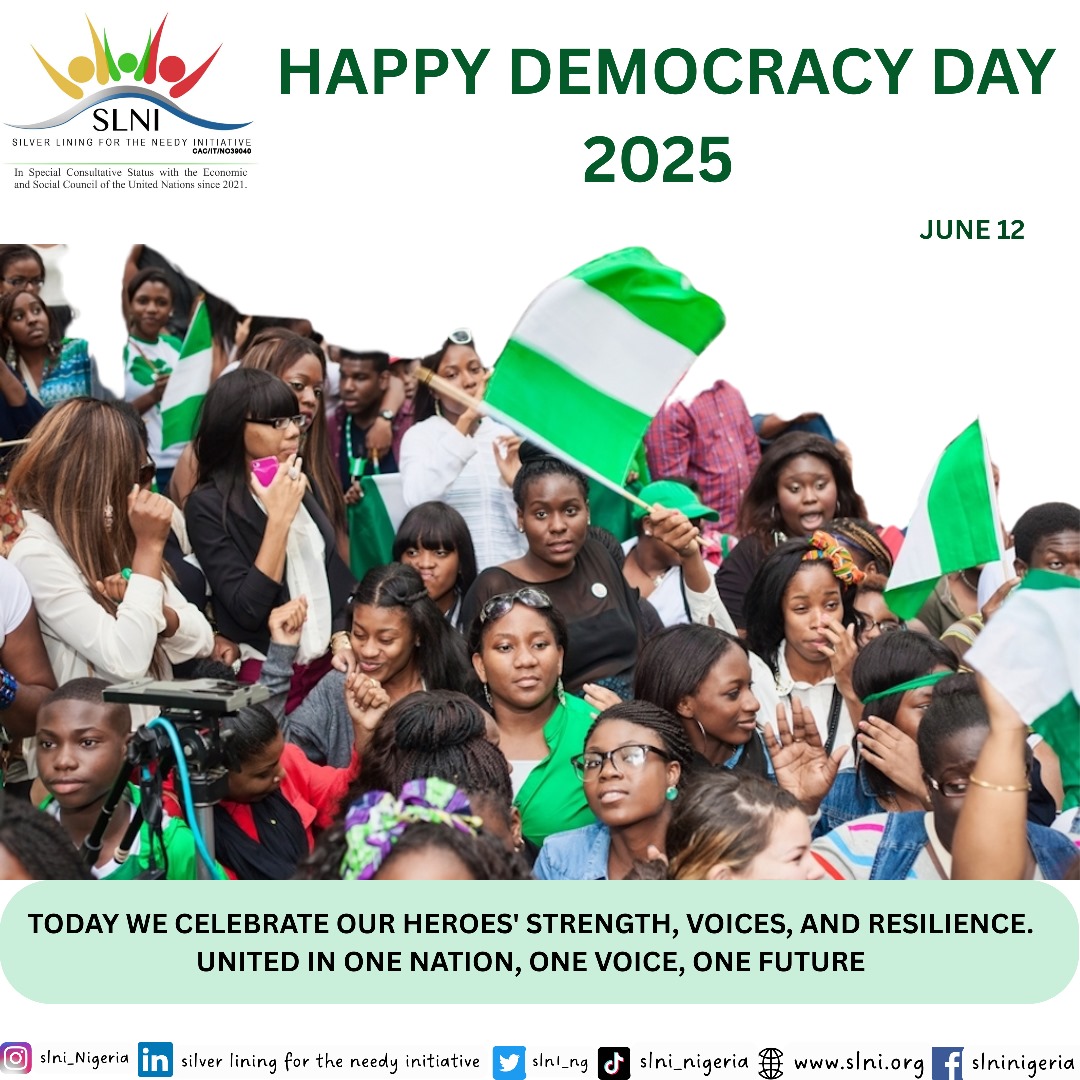 SLNI
SILVER LINING FOR THE NEEDY INITIATIVE
CAC/IT/NO39040
In Special Consultative Status with the Economic
and Social Council of the United Nations since 2021.
HAPPY DEMOCRACY DAY
2025
JUNE 12
TODAY WE CELEBRATE OUR HEROES' STRENGTH, VOICES, AND RESILIENCE.
UNITED IN ONE NATION, ONE VOICE, ONE FUTURE
slni_Nigeria silver lining for the needy initiative slni_ng slni_nigeria www.slni.org slninigeria